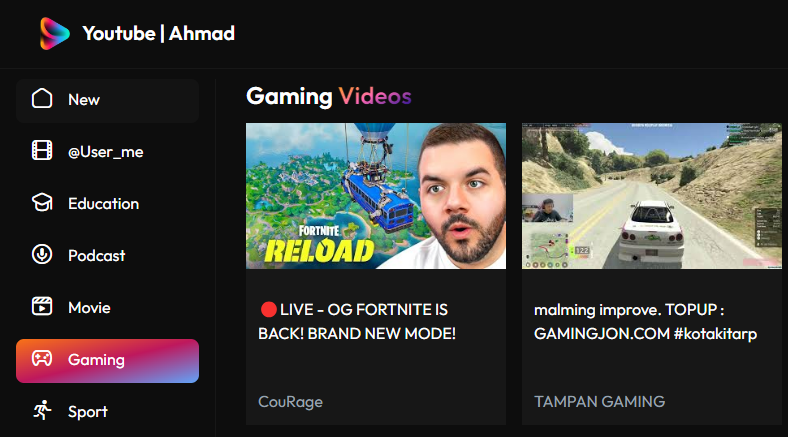 Youtube | Ahmad
New
@User_me
Education
Podcast
Movie
Gaming
Sport
Gaming Videos
FORTNITE
RELOAD
LIVE - OG FORTNITE IS
BACK! BRAND NEW MODE!
CouRage
malming improve. TOPUP :
GAMINGJON.COM #kotakitarp
TAMPAN GAMING